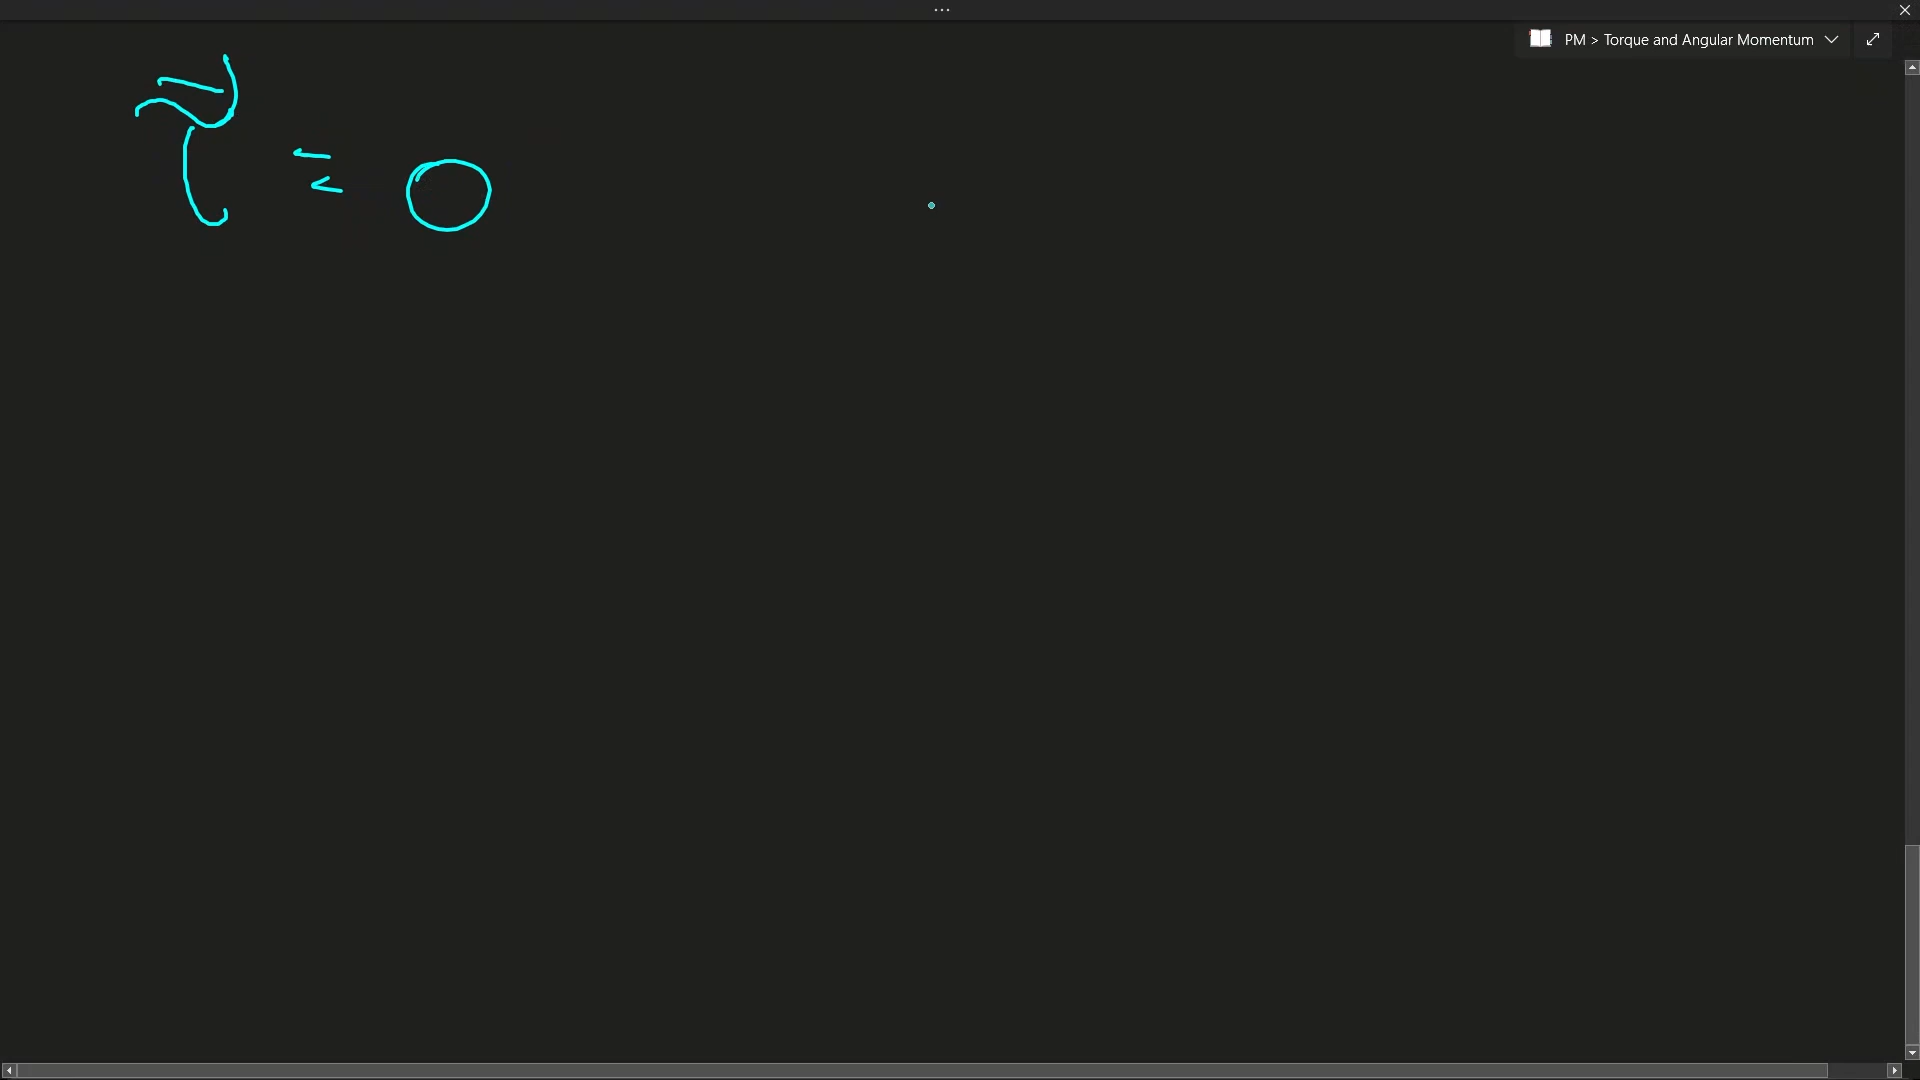 PM > Torque and Angular Momentum
τ = 0